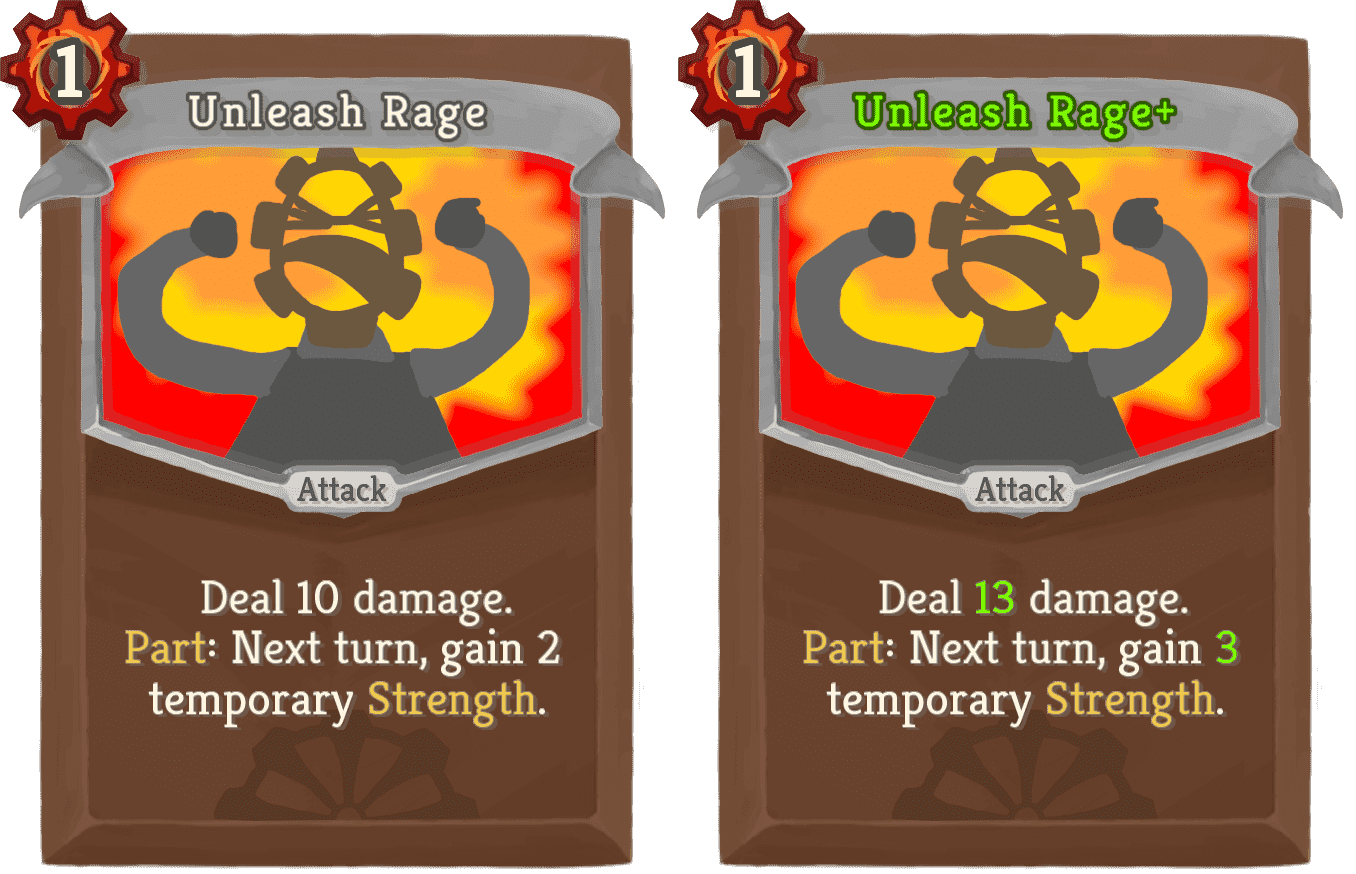 1
Unleash Rage
Attack
Deal 10 damage.
Part: Next turn, gain 2
temporary Strength.
1
Unleash Rage+
Attack
Deal 13 damage.
Part: Next turn, gain 3
temporary Strength.